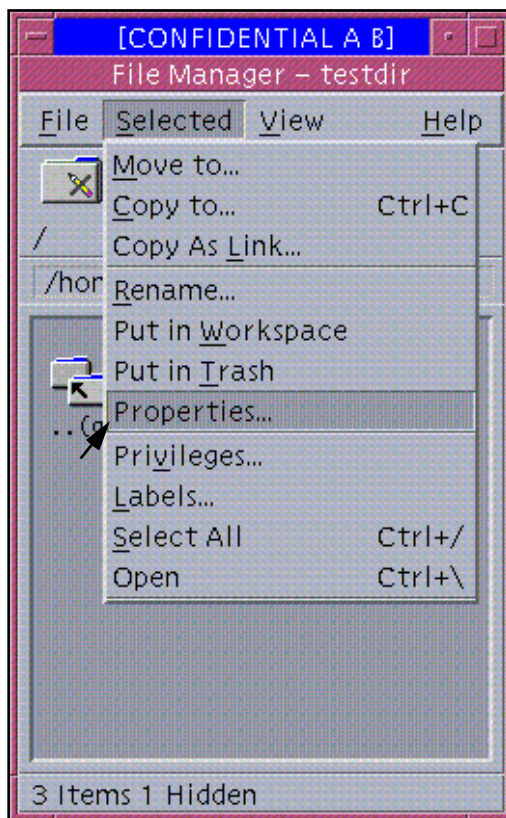 [CONFIDENTIAL A B]
File Manager – testdir
File Selected View Help
Move to...
Copy to... Ctrl+C
Copy As Link...
/
/hor
Rename...
Put in Workspace
Put in Trash
Properties...
..(
Privileges...
Labels...
Select All Ctrl+/
Open Ctrl+\
3 Items 1 Hidden